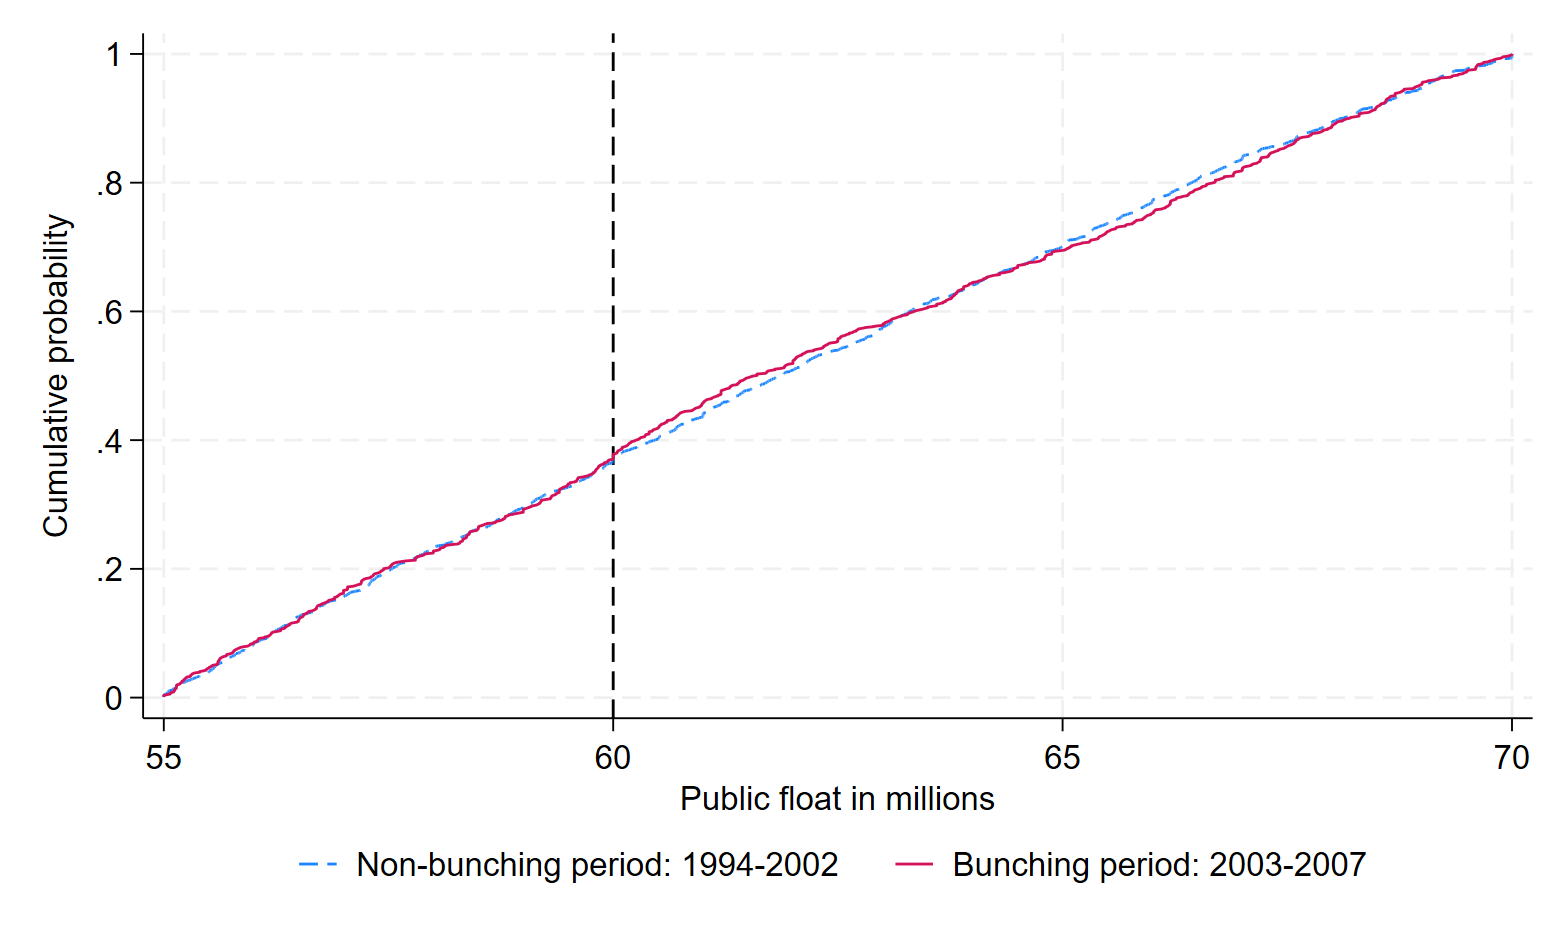 Cumulative probability
1
.8
.6
.4
.2
0
55 60 65 70
Public float in millions
Non-bunching period: 1994-2002 Bunching period: 2003-2007